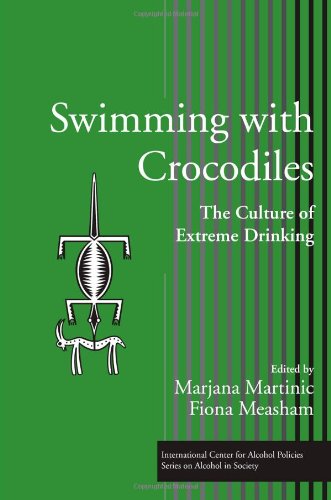 Swimming with
Crocodiles
The Culture of
Extreme Drinking
Edited by
Marjana Martinic
Fiona Measham
International Center for Alcohol Policies
Series on Alcohol in Society